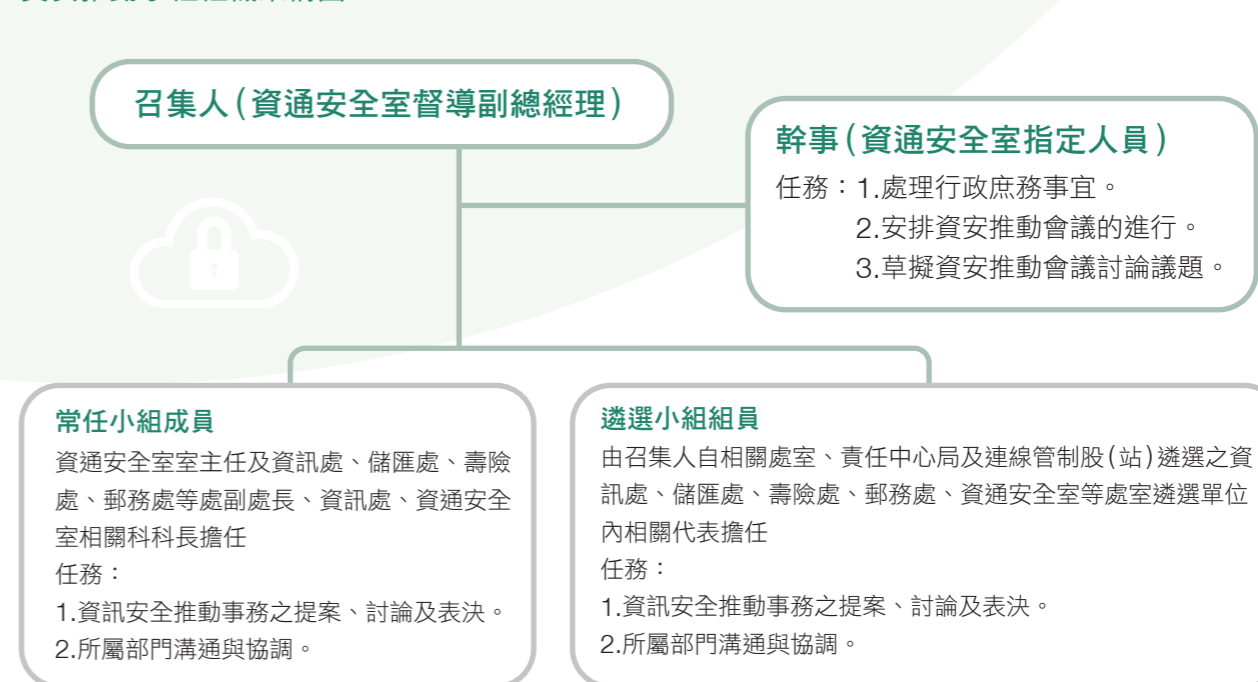 召集人(資通安全室督導副總經理)
幹事(資通安全室指定人員)
任務：1.處理行政庶務事宜。
2.安排資安推動會議的進行。
3.草擬資安推動會議討論議題。
常任小組成員
資通安全室室主任及資訊處、儲匯處、壽險
處、郵務處等處副處長、資訊處、資通安全
室相關科科長擔任
任務：
1.資訊安全推動事務之提案、討論及表決。
2.所屬部門溝通與協調。
遴選小組組員
由召集人自相關處室、責任中心局及連線管制股(站)遴選之資
訊處、儲匯處、壽險處、郵務處、資通安全室等處室遴選單位
內相關代表擔任
任務：
1.資訊安全推動事務之提案、討論及表決。
2.所屬部門溝通與協調。